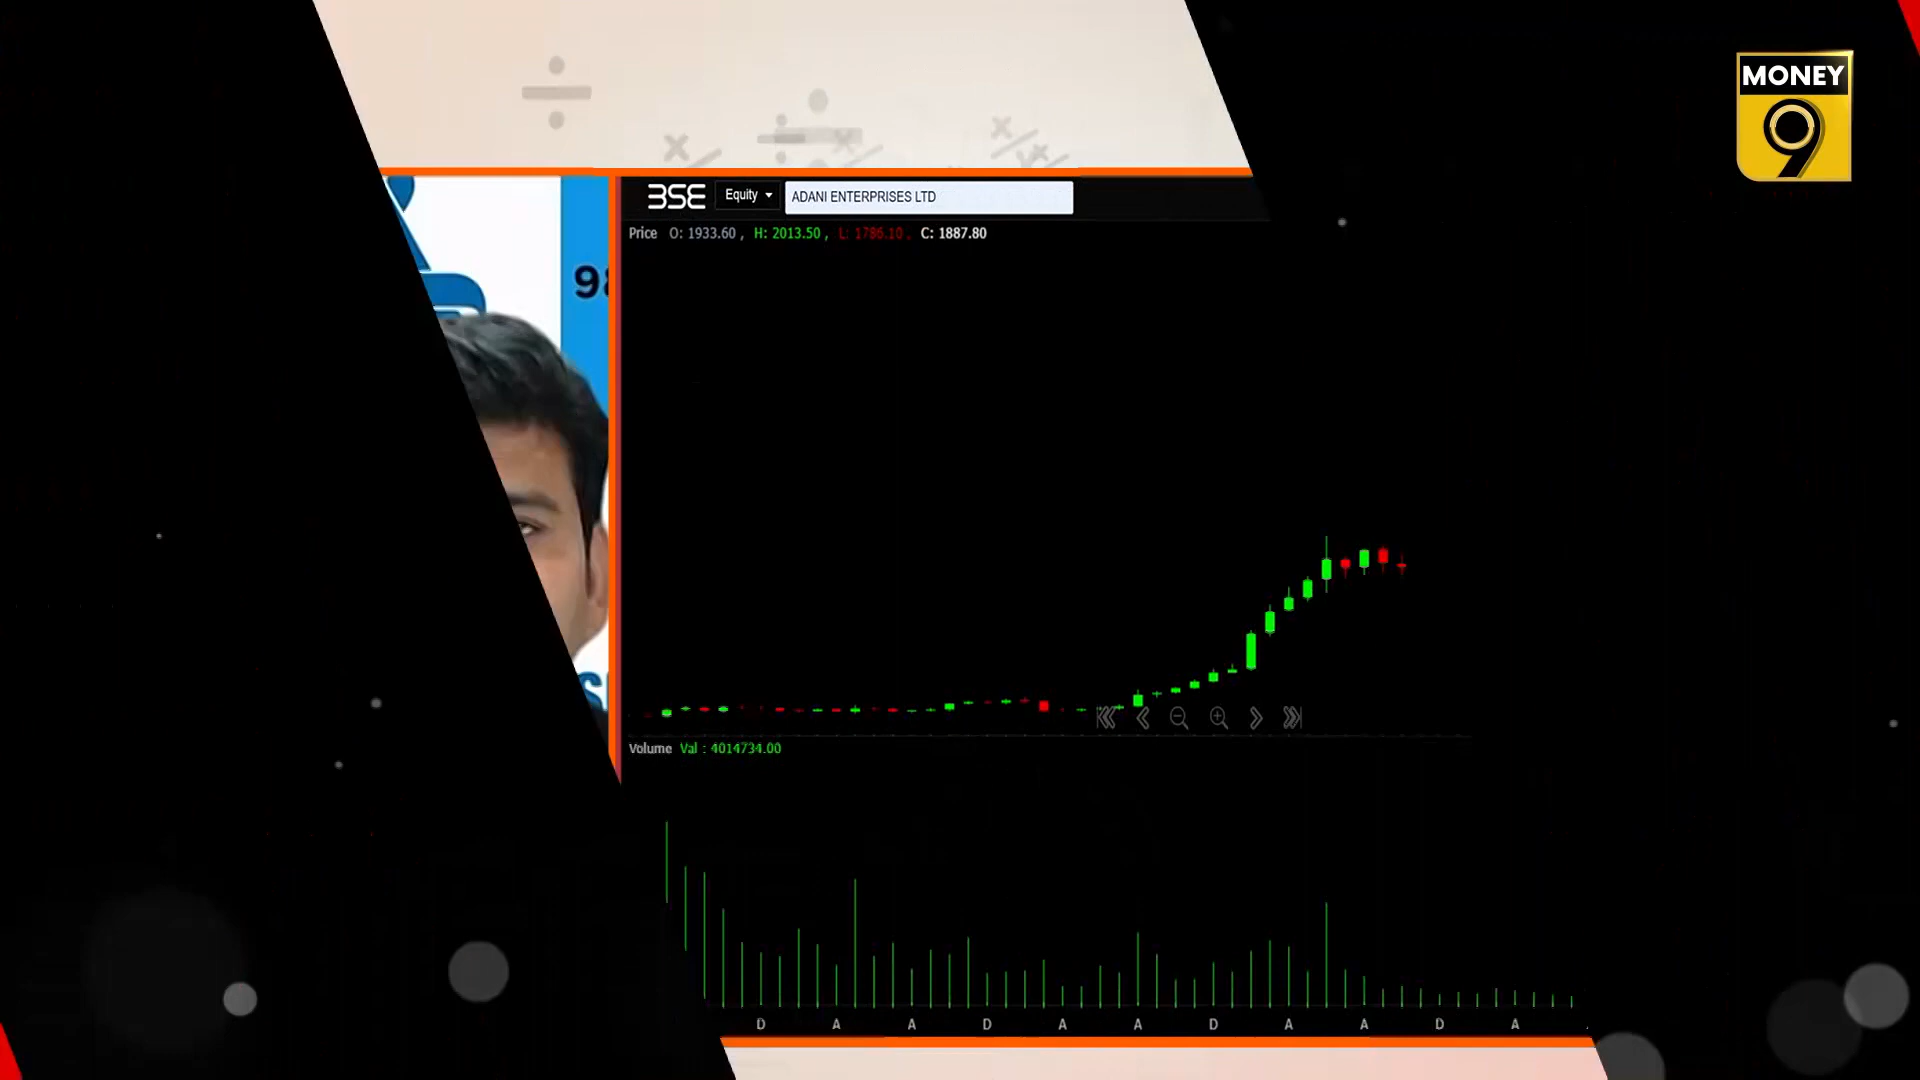 MONEY
9
BSE Equity ADANI ENTERPRISES LTD
Price O: 1933.60 , H: 2013.50 , L: 1786.10 , C: 1887.80
98
Volume Val : 4014734.00
D A A D A A D A A D A